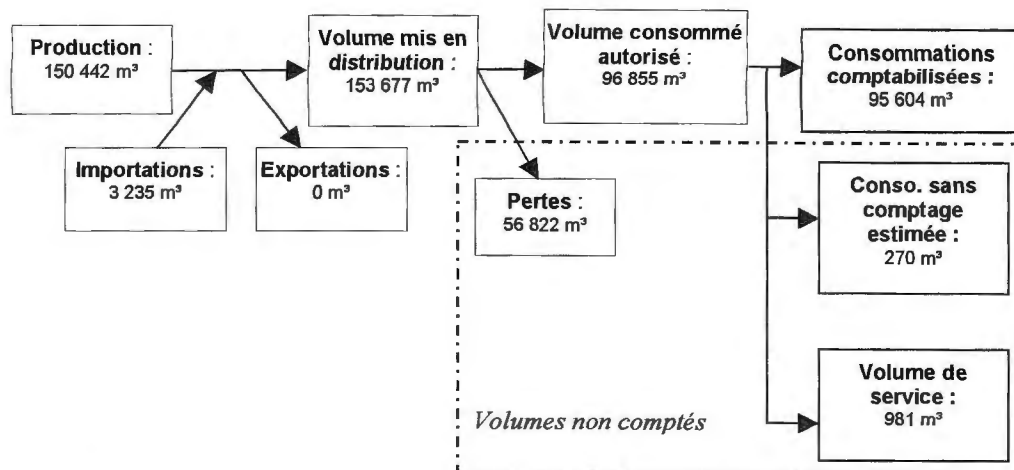 Production :
150 442 m³
Volume mis en
distribution :
153 677 m³
Volume consommé
autorisé :
96 855 m³
Consommations
comptabilisées :
95 604 m³
Importations :
3 235 m³
Exportations :
0 m³
Pertes :
56 822 m³
Conso. sans
comptage
estimée :
270 m³
Volume de
service :
981 m³
Volumes non comptés